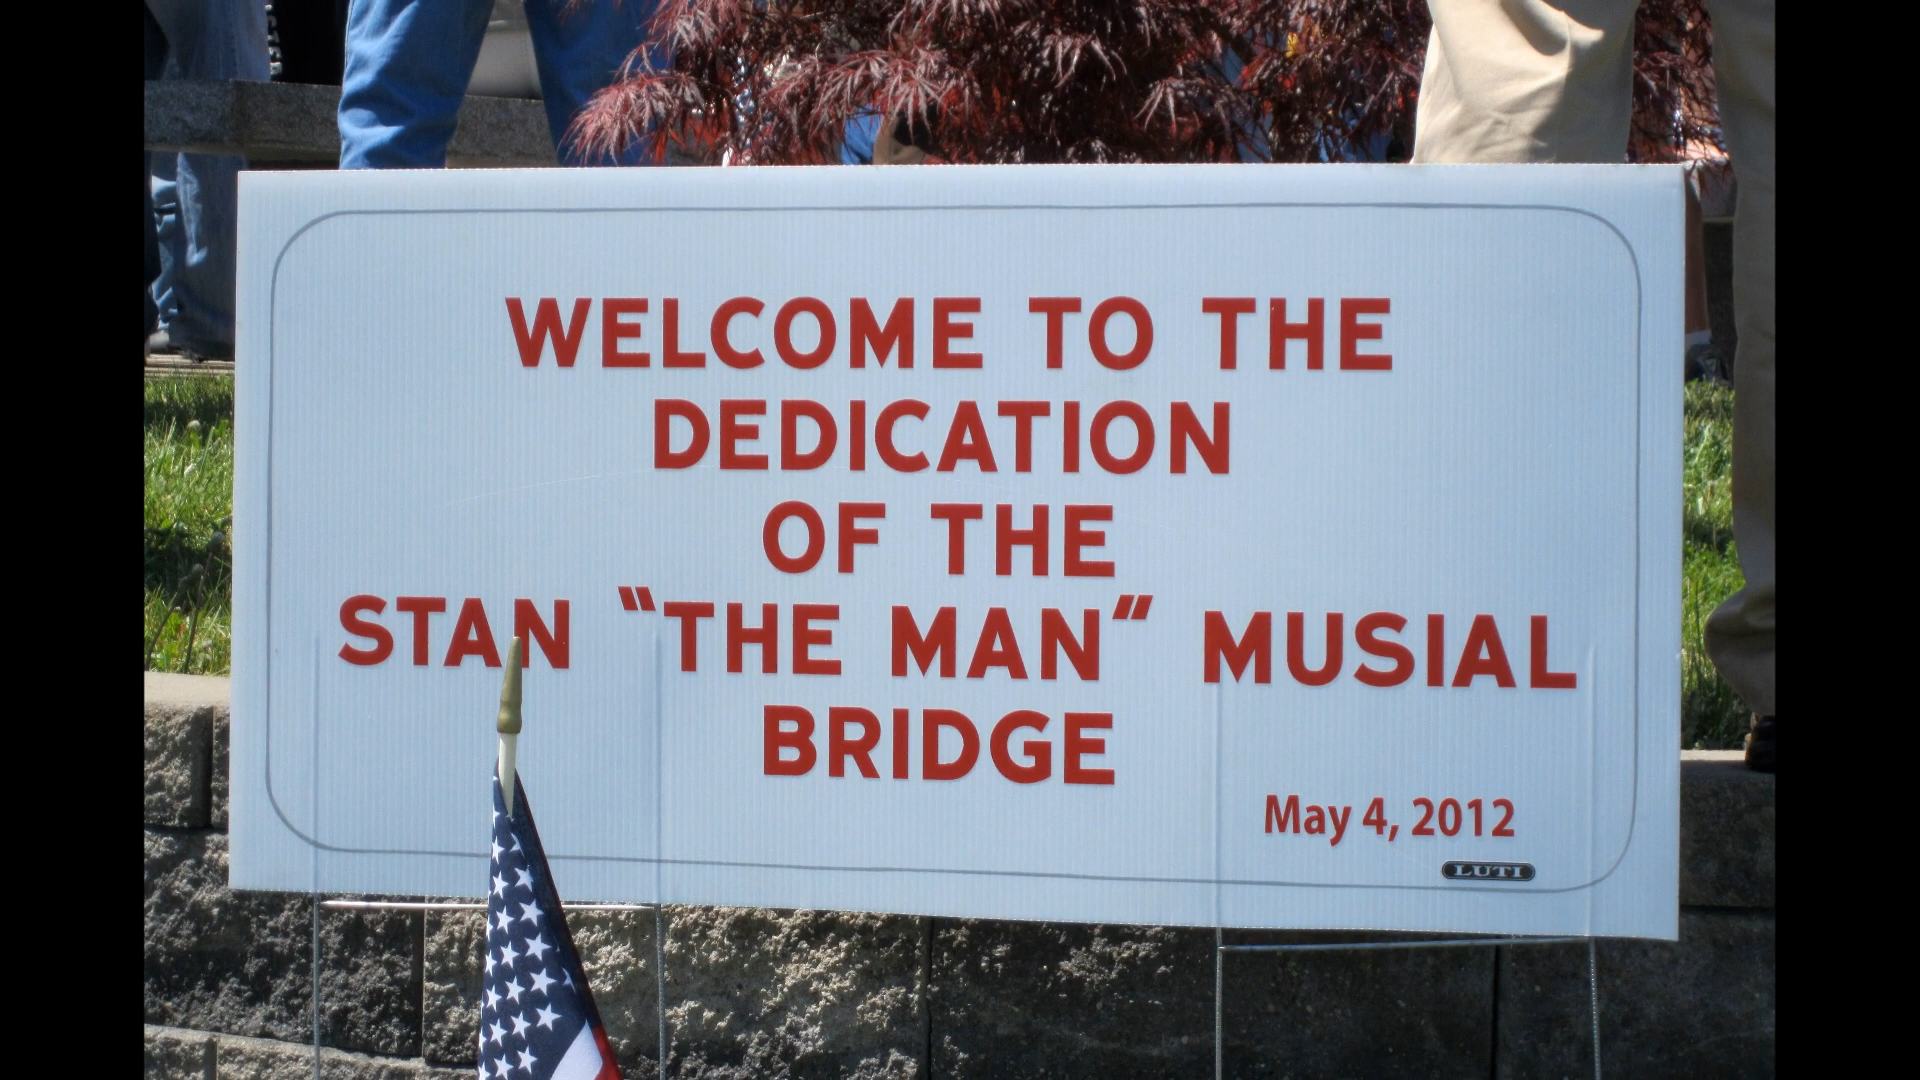 WELCOME TO THE
DEDICATION
OF THE
STAN "THE MAN" MUSIAL
BRIDGE
May 4, 2012
LUTI